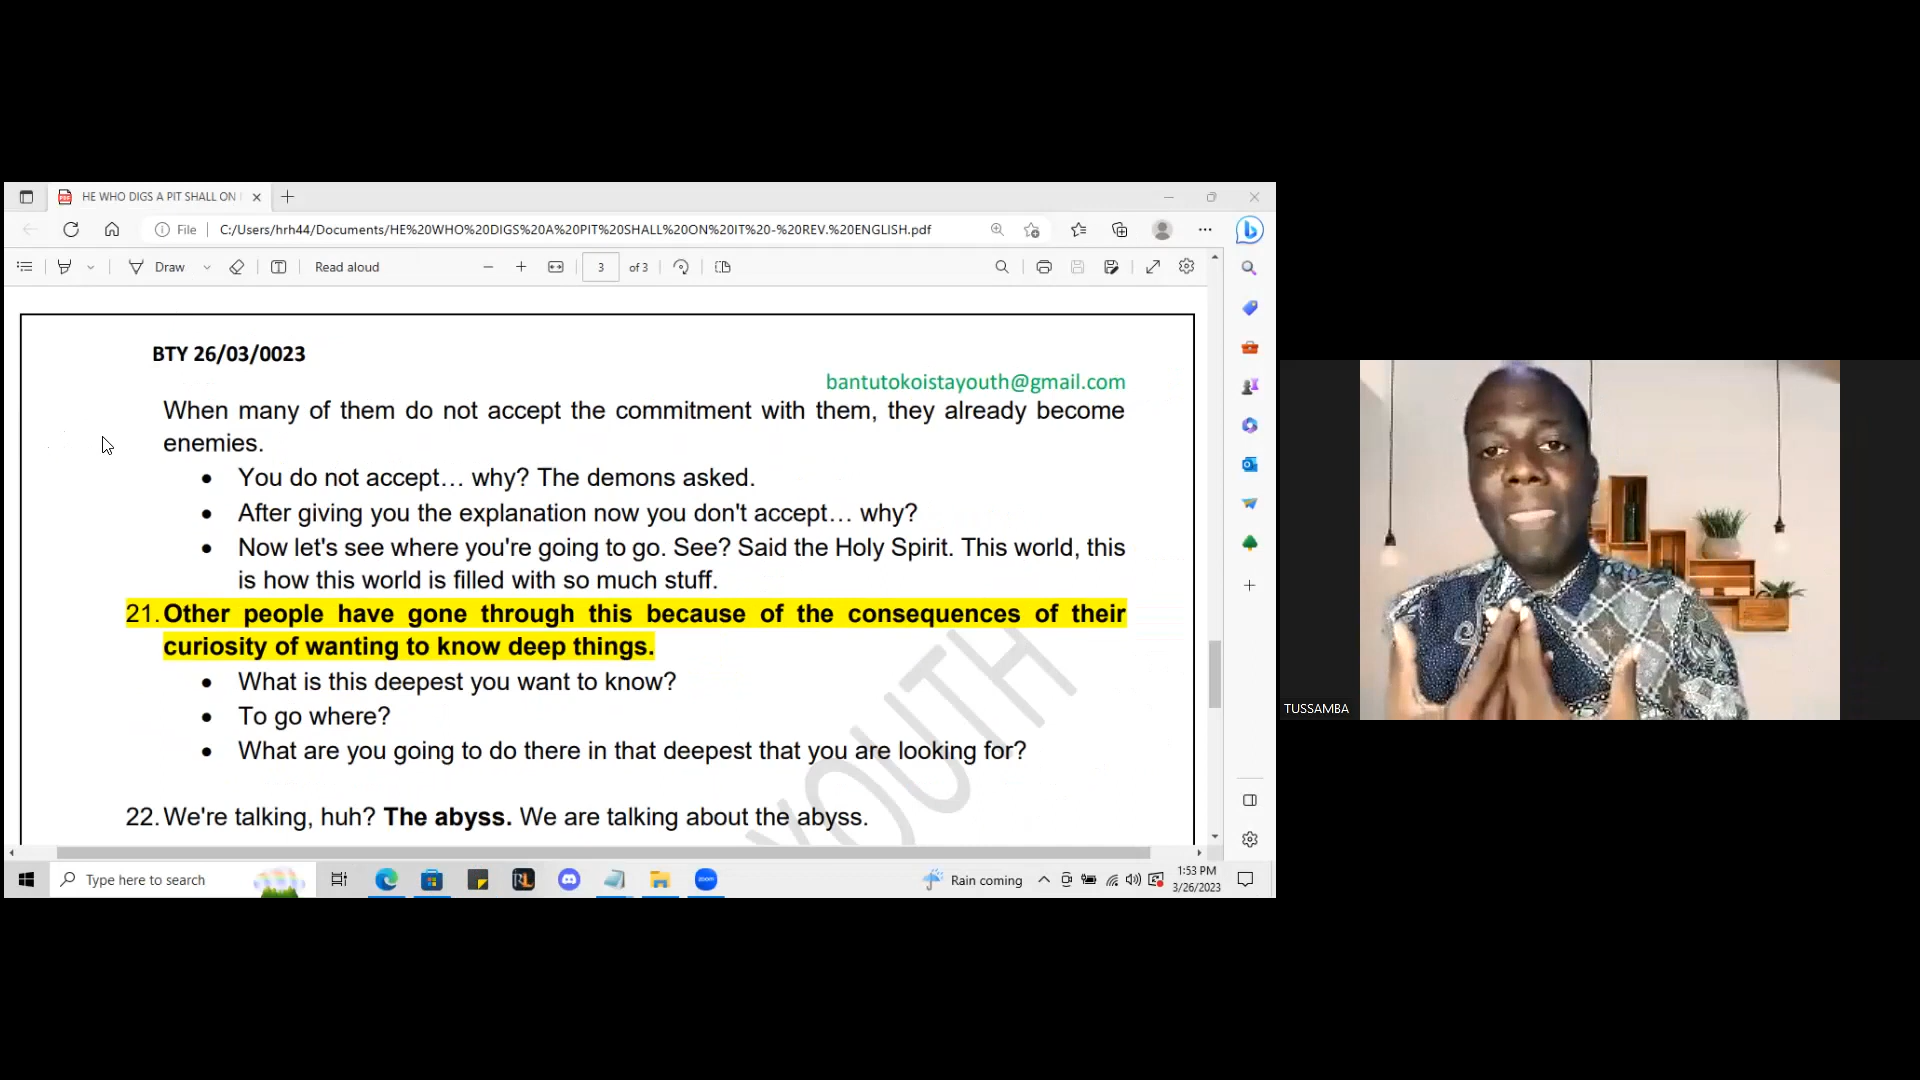 HE WHO DIGS A PIT SHALL ON
File
C:/Users/hrh44/Documents/HE%20WHO%20DIGS%20A%20PIT%20SHALL%20ON%20IT%20-%20REV.%20ENGLISH.pdf
Draw
Read aloud
3 of 3
BTY 26/03/0023
bantutokoistayouth@gmail.com
When many of them do not accept the commitment with them, they already become
enemies.
• You do not accept… why? The demons asked.
• After giving you the explanation now you don't accept… why?
• Now let's see where you're going to go. See? Said the Holy Spirit. This world, this
is how this world is filled with so much stuff.
21. Other people have gone through this because of the consequences of their
curiosity of wanting to know deep things.
• What is this deepest you want to know?
• To go where?
• What are you going to do there in that deepest that you are looking for?
22. We're talking, huh? The abyss. We are talking about the abyss.
YOUTH
TUSSAMBA
Type here to search
zoom
Rain coming
1:53 PM
3/26/2023